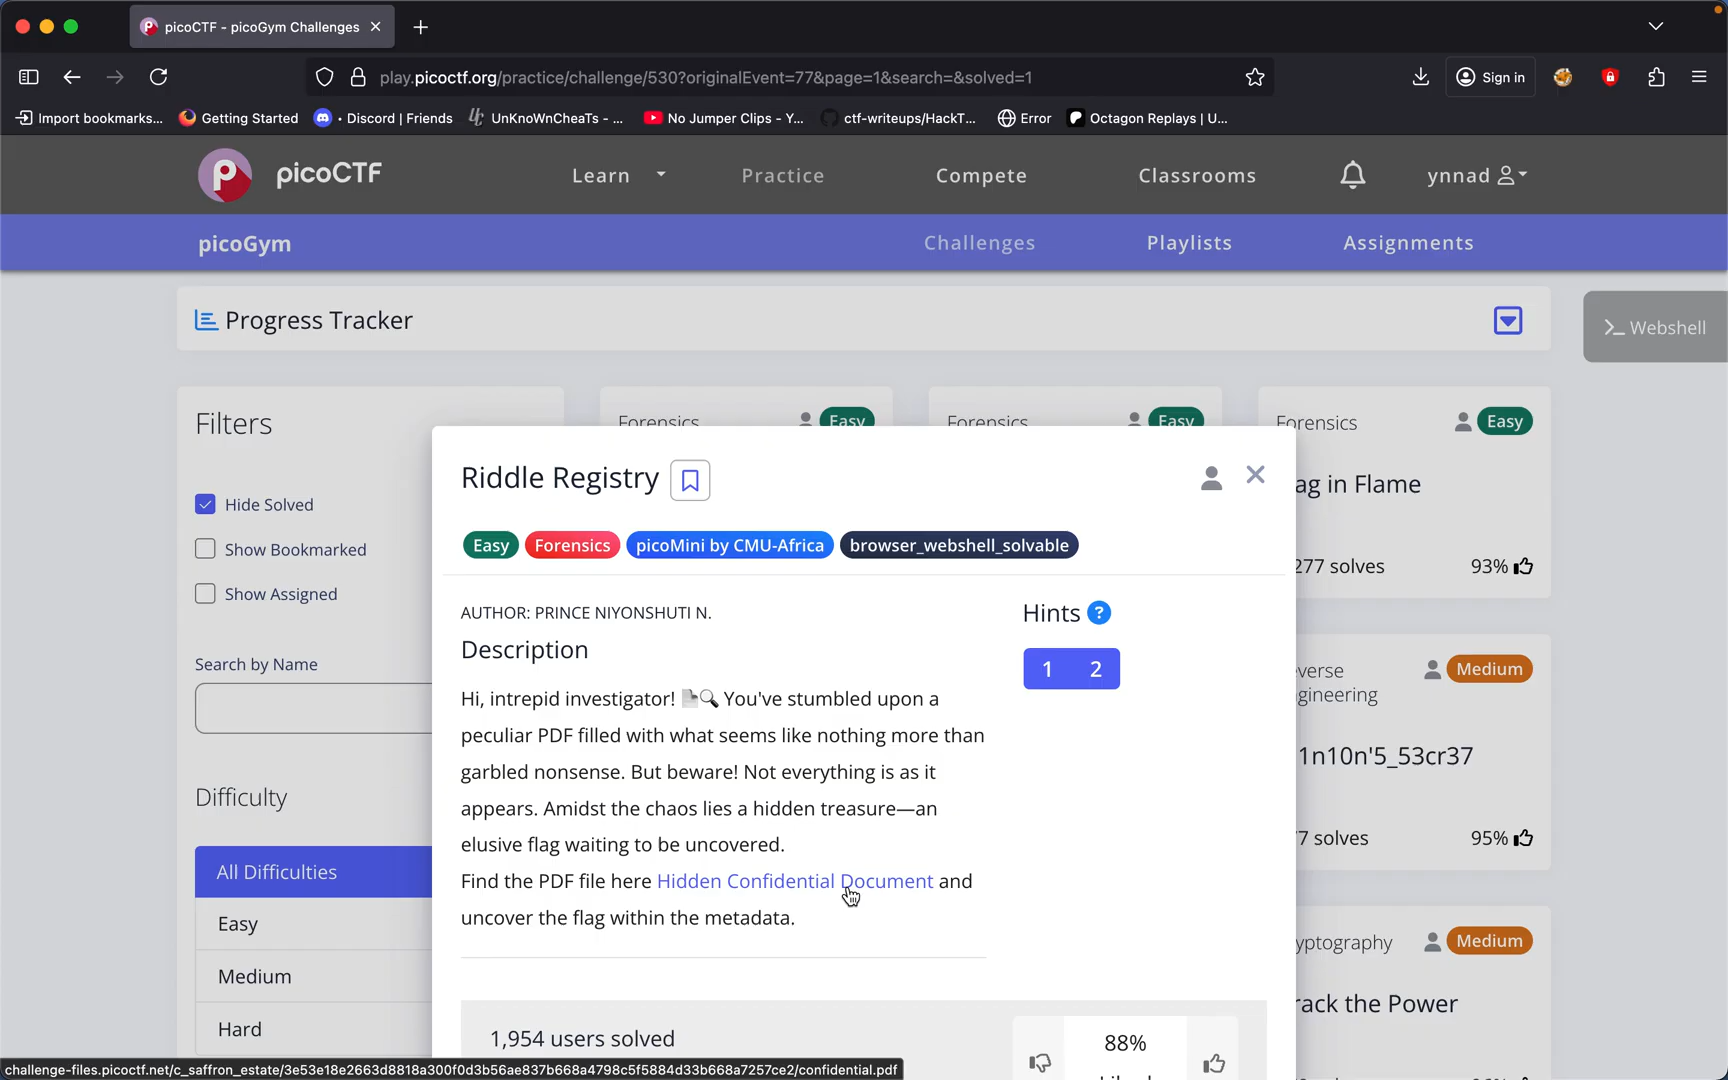 picoCTF - picoGym Challenges
play.picoctf.org/practice/challenge/530?originalEvent=77&page=1&search=&solved=1
Sign in
Import bookmarks... Getting Started • Discord | Friends UnKnoWnCheaTs - ... No Jumper Clips - Y... ctf-writeups/HackT... Error Octagon Replays | U...
picoCTF Learn Practice Compete Classrooms ynnad
picoGym Challenges Playlists Assignments
Progress Tracker
Webshell
Filters
Forensics Easy Forensics Easy Forensics Easy
Riddle Registry
ag in Flame
Hide Solved
Easy Forensics picoMini by CMU-Africa browser_webshell_solvable
Show Bookmarked
277 solves 93%
Show Assigned
AUTHOR: PRINCE NIYONSHUTI N.
Hints ?
Description
1 2
Search by Name
everse
gineering
Medium
Hi, intrepid investigator! You've stumbled upon a
peculiar PDF filled with what seems like nothing more than
garbled nonsense. But beware! Not everything is as it
appears. Amidst the chaos lies a hidden treasure—an
elusive flag waiting to be uncovered.
Find the PDF file here Hidden Confidential Document and
uncover the flag within the metadata.
1n10n'5_53cr37
77 solves 95%
Difficulty
All Difficulties
Easy
Medium
Hard
yptography Medium
rack the Power
1,954 users solved
88%
challenge-files.picoctf.net/c_saffron_estate/3e53e18e2663d8818a300f0d3b56ae837b668a4798c5f5884d33b668a7257ce2/confidential.pdf